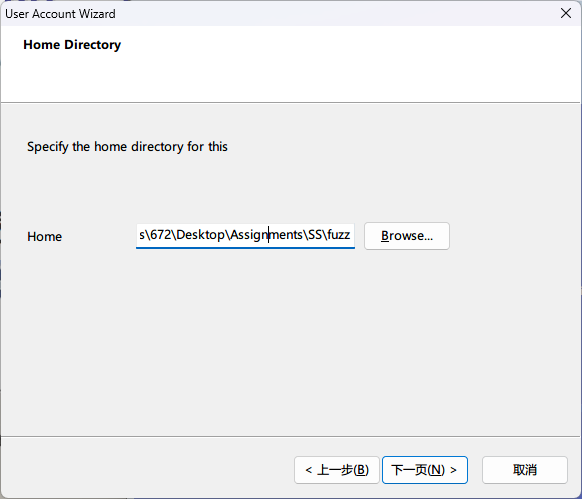 User Account Wizard
Home Directory
Specify the home directory for this
Home
s\672\Desktop\Assignments\SS\fuzz
Browse...
< 上一步(B)
下一页(N) >
取消